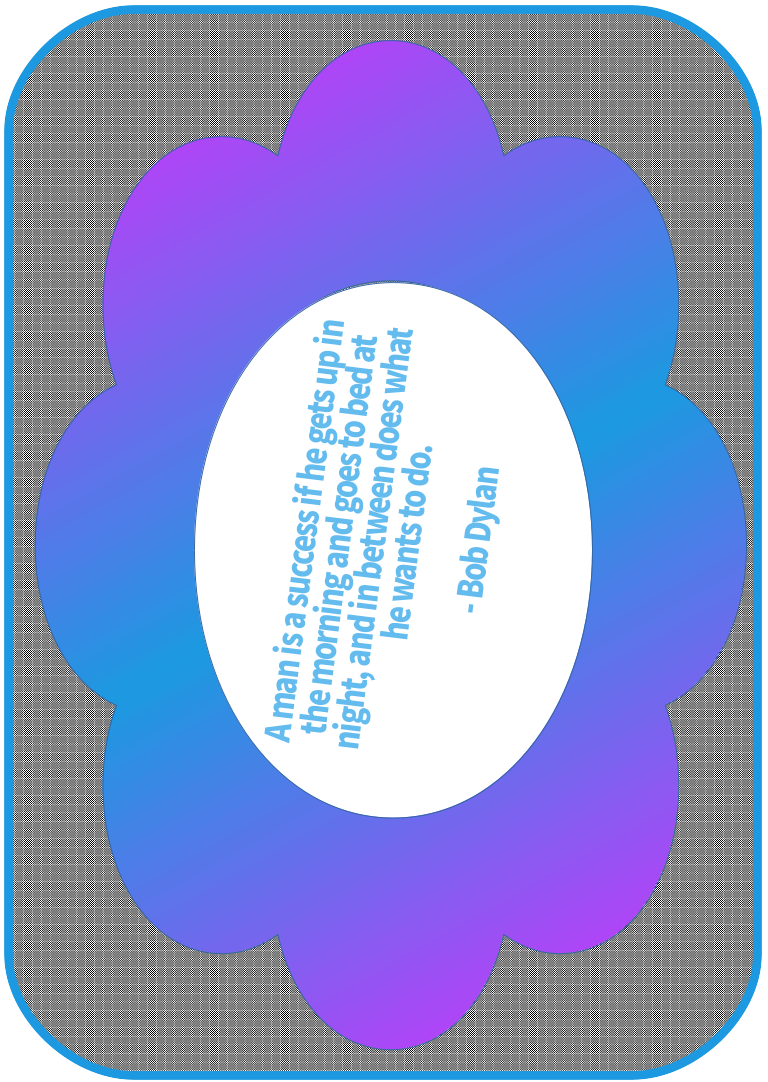 A man is a success if he gets up in
the morning and goes to bed at
night, and in between does what
he wants to do.
- Bob Dylan